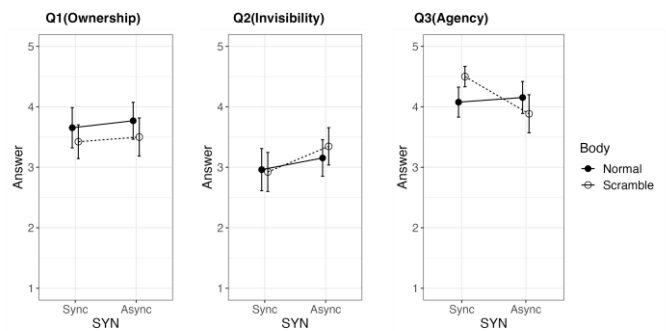 Q1(Ownership)
5
4
3
2
1
Answer
Sync
Async
SYN
Q2(Invisibility)
5
4
3
2
1
Answer
Sync
Async
SYN
Q3(Agency)
5
4
3
2
1
Answer
Sync
Async
SYN
Body
Normal
Scramble